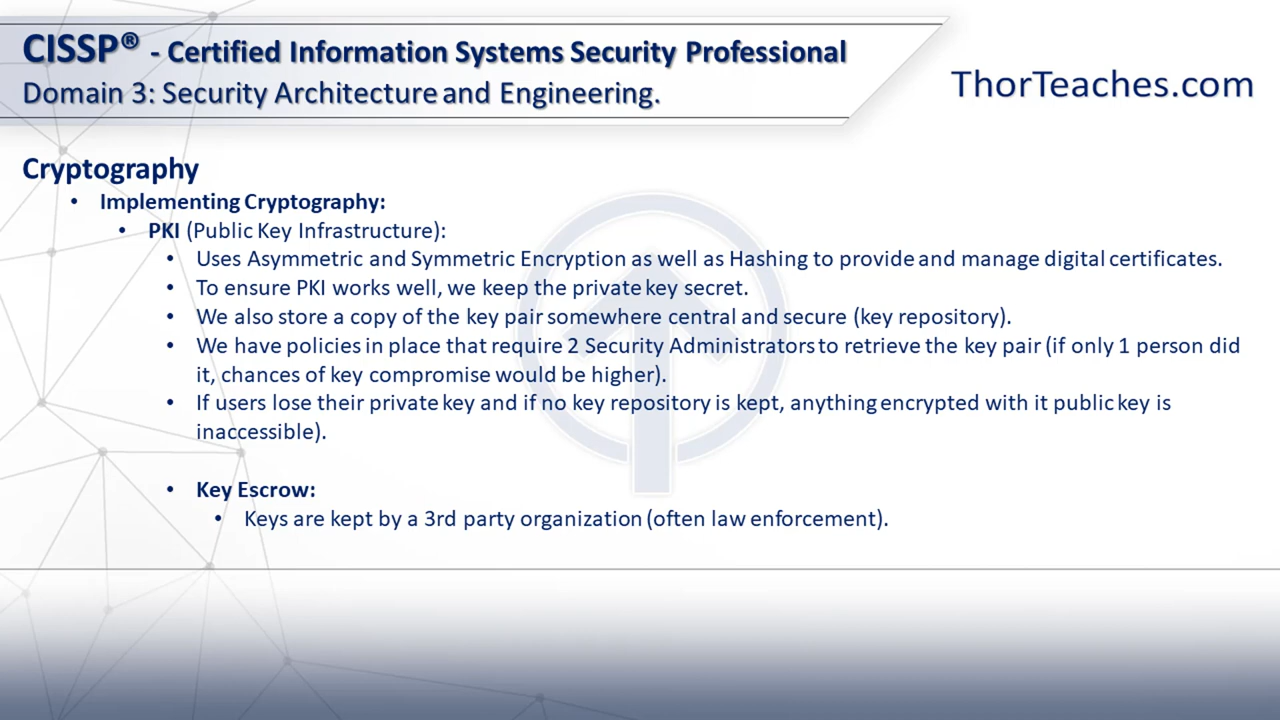 CISSP® - Certified Information Systems Security Professional
Domain 3: Security Architecture and Engineering.
ThorTeaches.com
Cryptography
• Implementing Cryptography:
• PKI (Public Key Infrastructure):
• Uses Asymmetric and Symmetric Encryption as well as Hashing to provide and manage digital certificates.
• To ensure PKI works well, we keep the private key secret.
• We also store a copy of the key pair somewhere central and secure (key repository).
• We have policies in place that require 2 Security Administrators to retrieve the key pair (if only 1 person did
it, chances of key compromise would be higher).
• If users lose their private key and if no key repository is kept, anything encrypted with it public key is
inaccessible).
• Key Escrow:
• Keys are kept by a 3rd party organization (often law enforcement).